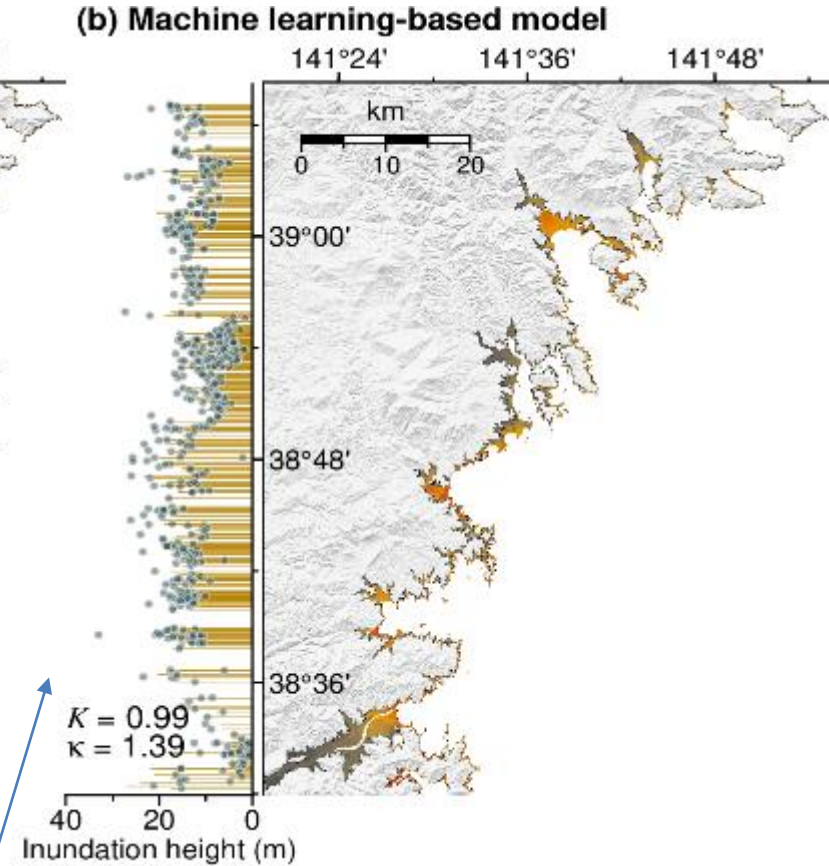 (b) Machine learning-based model
141°24' 141°36' 141°48'
km
0 10 20
39°00'
38°48'
38°36'
K = 0.99
κ = 1.39
40 20 0
Inundation height (m)